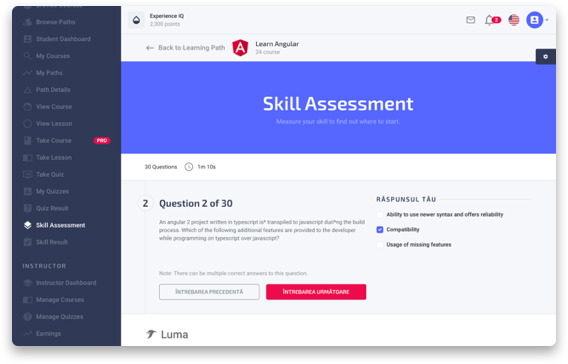 Browse Paths
Student Dashboard
My Courses
My Paths
Path Details
View Course
View Lesson
Take Course PRO
Take Lesson
Take Quiz
My Quizzes
Quiz Result
Skill Assessment
Skill Result
INSTRUCTOR
Instructor Dashboard
Manage Courses
Manage Quizzes
Earnings
Experience IQ
2,300 points
3
Back to Learning Path
Learn Angular
24 course
Skill Assessment
Measure your skill to find out where to start.
30 Questions
1m 10s
2
Question 2 of 30
An angular 2 project written in typescript is* transpiled to javascript duri*ng the build
process. Which of the following additional features are provided to the developer
while programming on typescript over javascript?
Note: There can be multiple correct answers to this question.
ÎNTREBAREA PRECEDENTĂ
ÎNTREBAREA URMĂTOARE
RĂSPUNSUL TĂU
Ability to use newer syntax and offers reliability
Compatibility
Usage of missing features
Luma